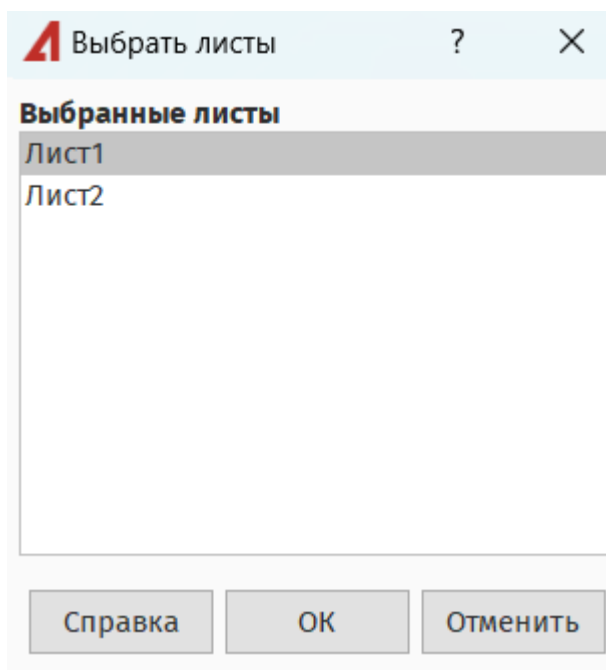 Выбрать листы ?
Выбранные листы
Лист1
Лист2
Справка ОК Отменить